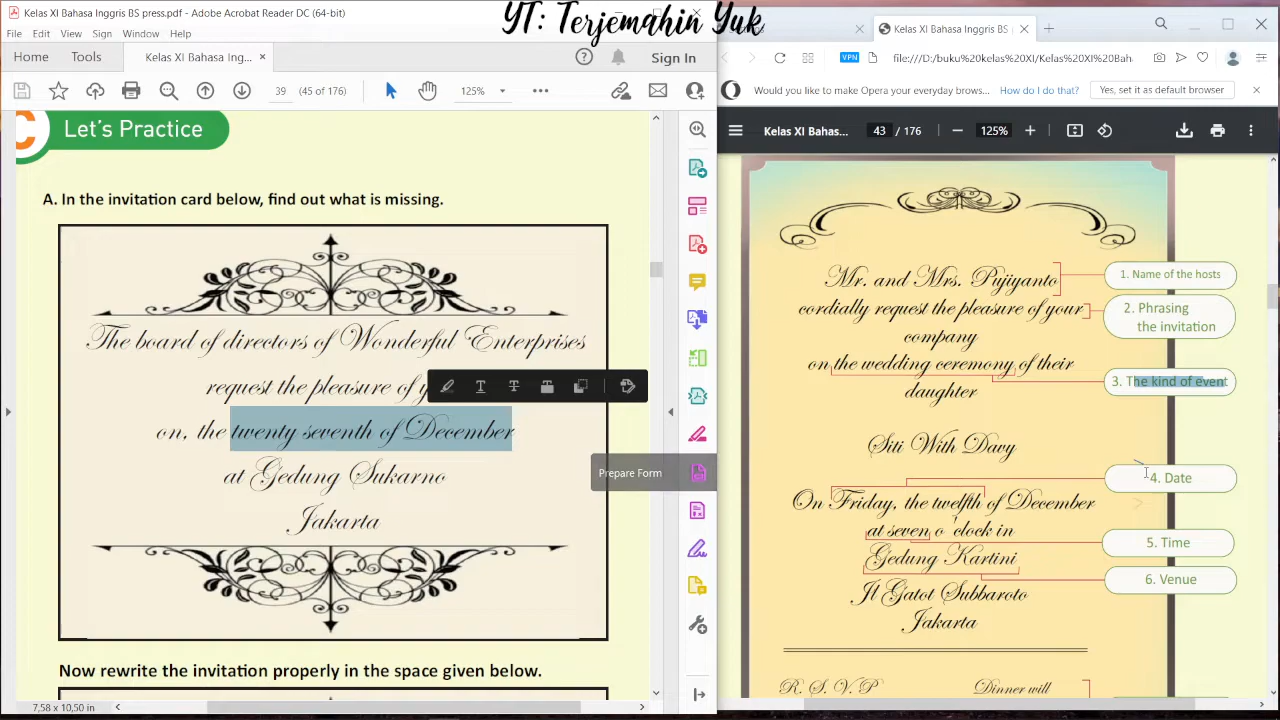 YT: Terjemahin Yuk
Kelas XI Bahasa Inggris BS press.pdf - Adobe Acrobat Reader DC (64-bit)
File Edit View Sign Window Help
Home Tools Kelas XI Bahasa Ing... × Sign In
39 (45 of 176) 125%
C Let's Practice
A. In the invitation card below, find out what is missing.
The board of directors of Wonderful Enterprises
request the pleasure of y
on, the twenty seventh of December
at Gedung Sukarno
Jakarta
Prepare Form
Now rewrite the invitation properly in the space given below.
7,58 x 10,50 in
Kelas XI Bahasa Inggris BS
VPN file:///D:/buku%20kelas%20XI/Kelas%20XI%20Bah
Would you like to make Opera your everyday brows... How do I do that? Yes, set it as default browser
Kelas XI Bahas... 43 / 176 125%
Mr. and Mrs. Pujiyanto
1. Name of the hosts
cordially request the pleasure of your
company
2. Phrasing
the invitation
on the wedding ceremony of their
daughter
3. The kind of event
Siti With Davy
4. Date
On Friday, the twelfth of December
at seven o'clock in
5. Time
Gedung Kartini
6. Venue
Jl Gatot Subbaroto
Jakarta
R. S. V. P Dinner will